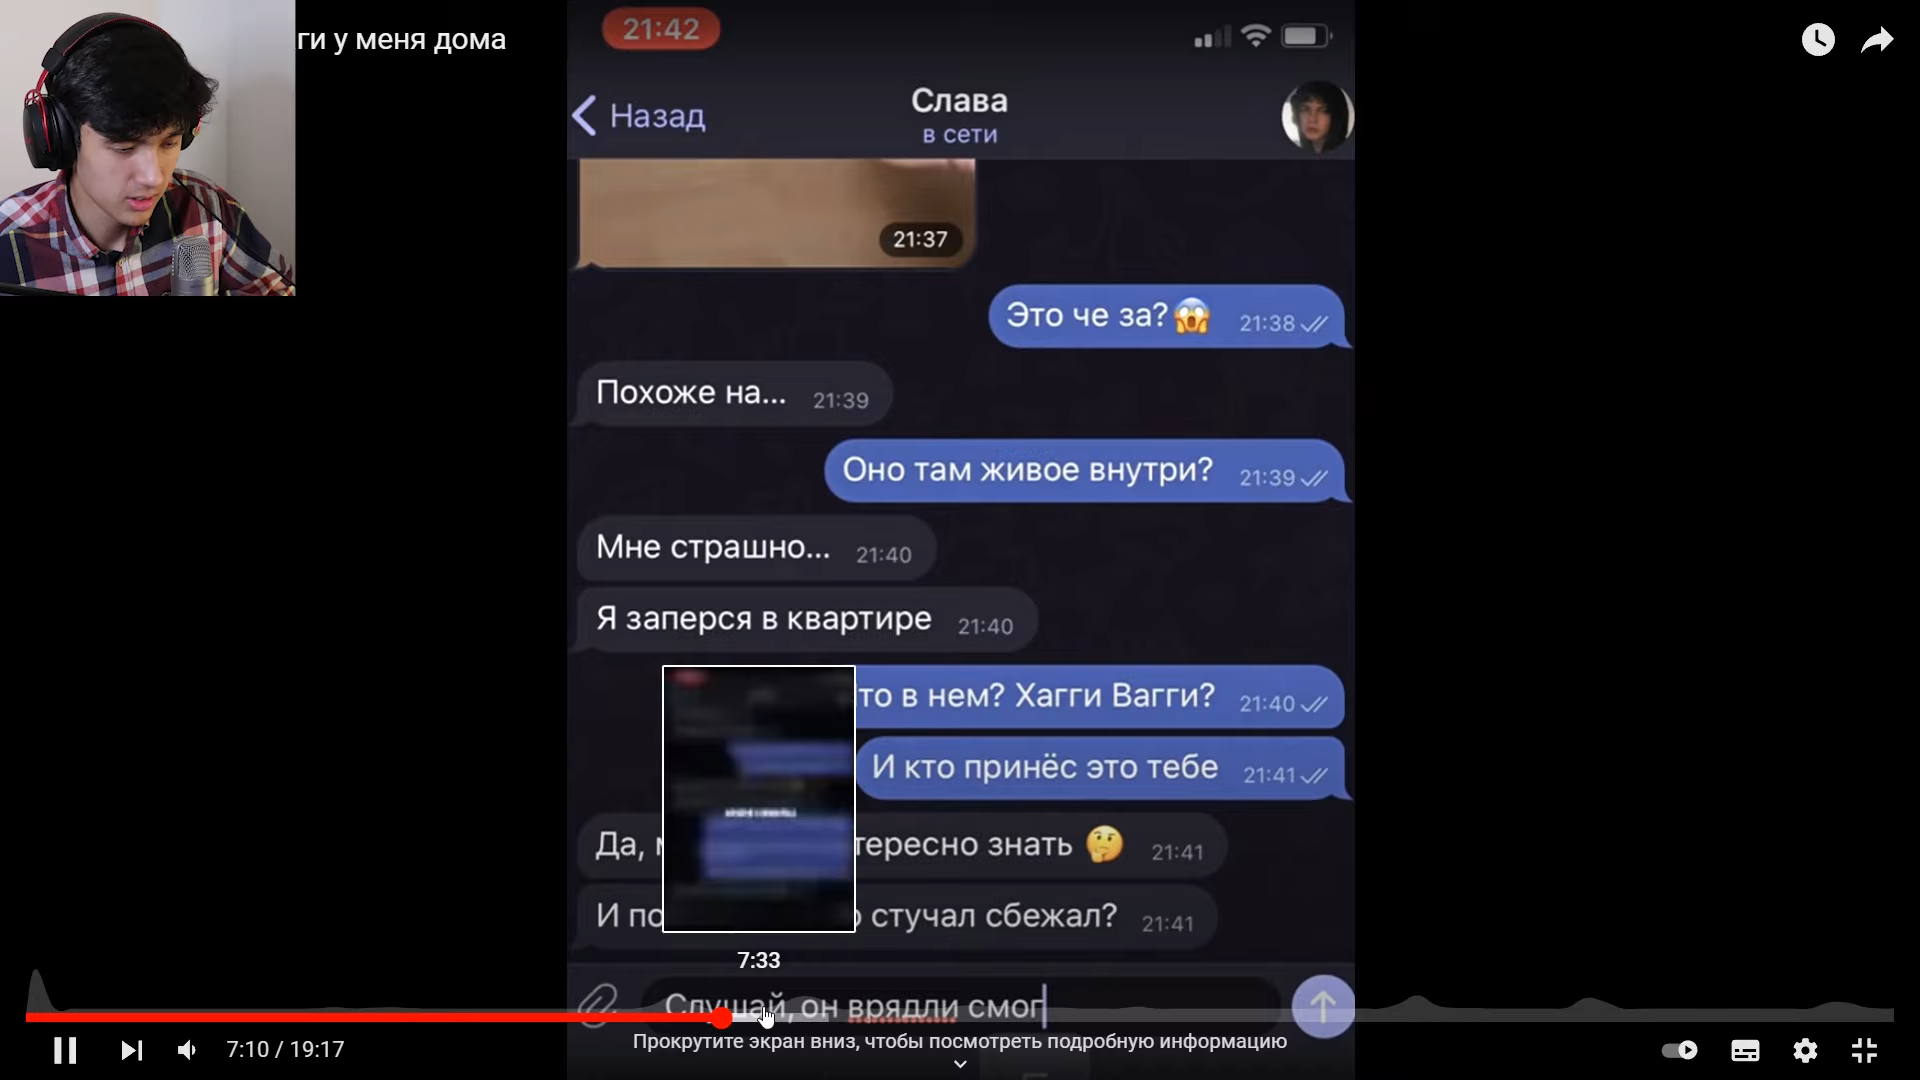 ги у меня дома
21:42
Назад
Слава
в сети
21:37
Это че за?😱 21:38
Похоже на... 21:39
Оно там живое внутри? 21:39
Мне страшно... 21:40
Я заперся в квартире 21:40
то в нем? Хагги Вагги? 21:40
И кто принёс это тебе 21:41
Да, тересно знать 🤔 21:41
И по стучал сбежал? 21:41
7:33
Слушай, он врядли смог
7:10 / 19:17
Прокрутите экран вниз, чтобы посмотреть подробную информацию